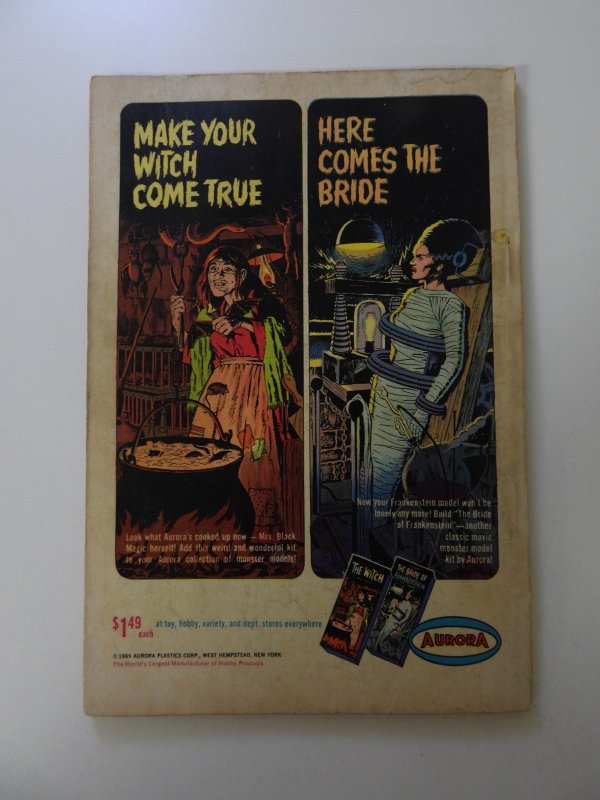 MAKE YOUR
WITCH
COME TRUE
HERE
COMES THE
BRIDE
Look what Aurora's cooked up now — Mrs. Black
Magic herself! Add this weird and wonderful kit
to your Aurora collection of monster models!
Now your Frankenstein model won't be
lonely any more! Build "The Bride
of Frankenstein"—another
classic movie
monster model
kit by Aurora!
THE WITCH
THE BRIDE OF
FRANKENSTEIN
$1.49
each
at toy, hobby, variety, and dept. stores everywhere
AURORA
© 1965 AURORA PLASTICS CORP., WEST HEMPSTEAD, NEW YORK
The World's Largest Manufacturer of Hobby Products